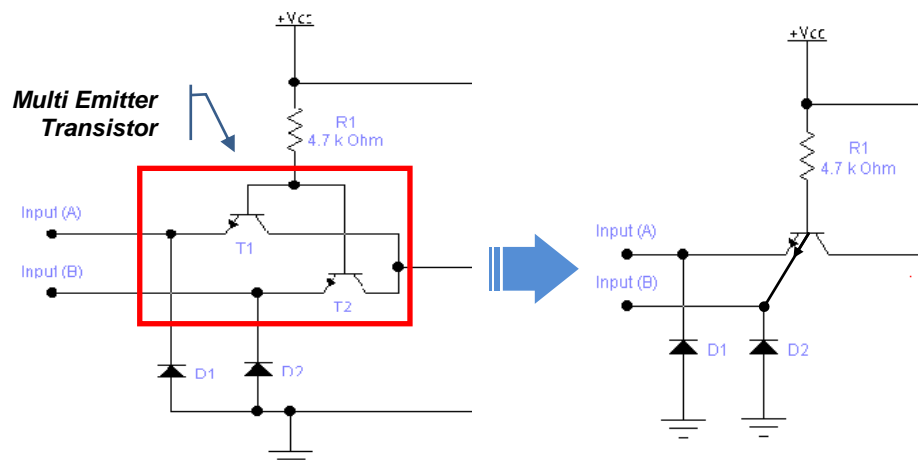 +Vcc
Multi Emitter
Transistor
R1
4.7 k Ohm
Input (A)
T1
Input (B)
T2
D1
D2
+Vcc
R1
4.7 k Ohm
Input (A)
Input (B)
D1
D2